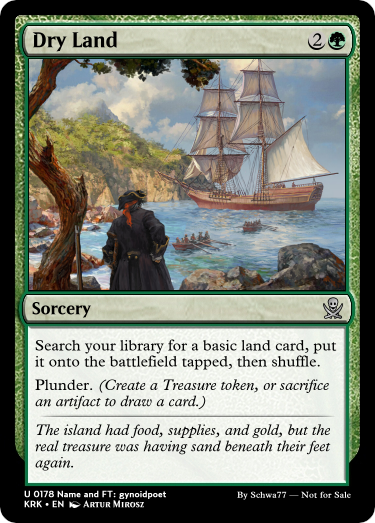 Dry Land 2
Sorcery
Search your library for a basic land card, put
it onto the battlefield tapped, then shuffle.
Plunder. (Create a Treasure token, or sacrifice
an artifact to draw a card.)
The island had food, supplies, and gold, but the
real treasure was having sand beneath their feet
again.
U 0178 Name and FT: gynoidpoet
By Schwa77 — Not for Sale
KRK • EN Artur Mirosz